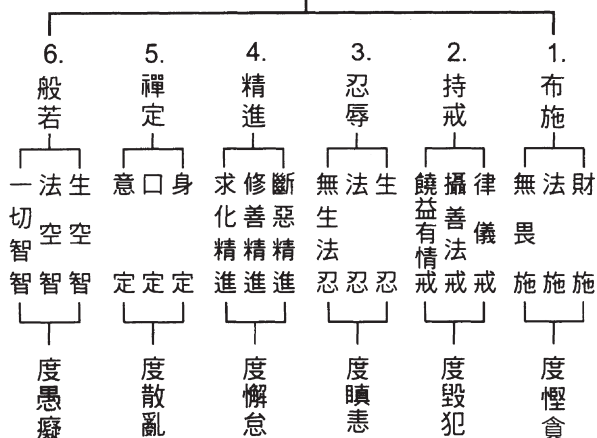 1.
布施
財施
法施
無畏施
度慳貪
2.
持戒
律儀戒
攝善法戒
饒益有情戒
度毀犯
3.
忍辱
生忍
法忍
無生法忍
度瞋恚
4.
精進
斷惡精進
修善精進
求化精進
度懈怠
5.
禪定
身定
口定
意定
度散亂
6.
般若
生空智
法空智
一切智智
度愚癡